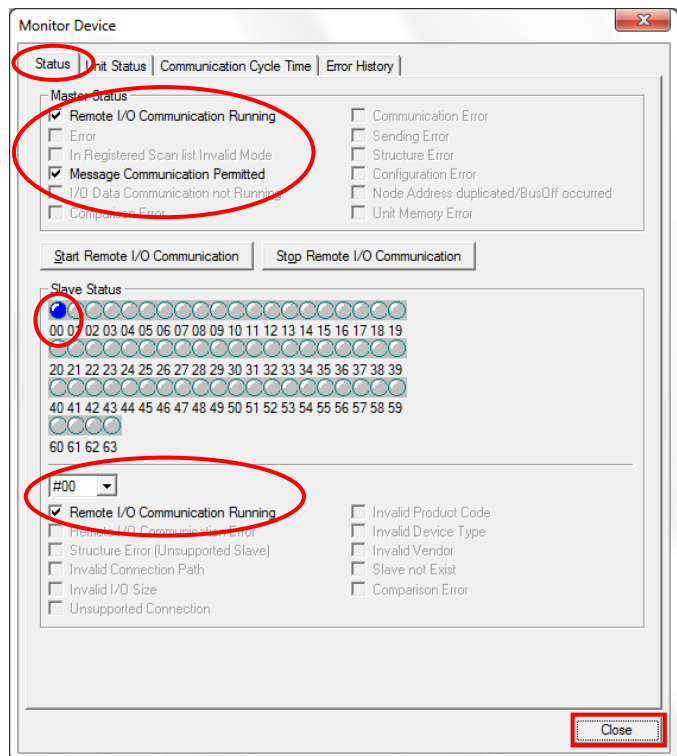 Monitor Device
Status Unit Status Communication Cycle Time Error History
Master Status
Remote I/O Communication Running Communication Error
Error Sending Error
In Registered Scan list Invalid Mode Structure Error
Message Communication Permitted Configuration Error
I/O Data Communication not Running Node Address duplicated/BusOff occurred
Comparison Error Unit Memory Error
Start Remote I/O Communication Stop Remote I/O Communication
Slave Status
00 01 02 03 04 05 06 07 08 09 10 11 12 13 14 15 16 17 18 19
20 21 22 23 24 25 26 27 28 29 30 31 32 33 34 35 36 37 38 39
40 41 42 43 44 45 46 47 48 49 50 51 52 53 54 55 56 57 58 59
60 61 62 63
#00
Remote I/O Communication Running Invalid Product Code
Remote I/O Communication Error Invalid Device Type
Structure Error (Unsupported Slave) Invalid Vendor
Invalid Connection Path Slave not Exist
Invalid I/O Size Comparison Error
Unsupported Connection
Close